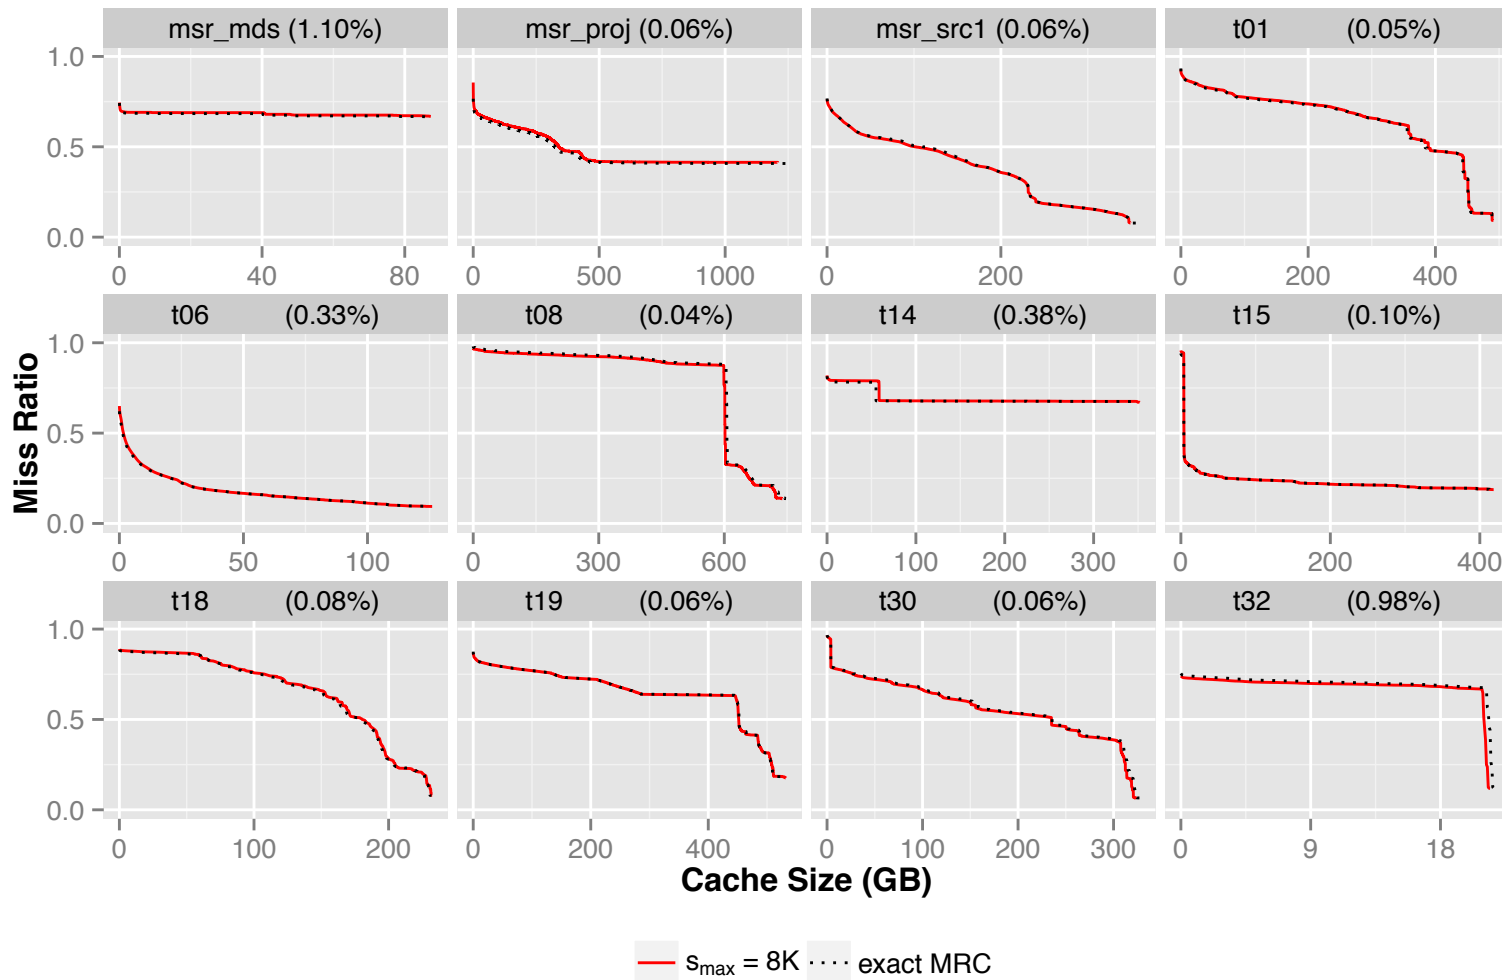 msr_mds (1.10%) msr_proj (0.06%) msr_src1 (0.06%) t01 (0.05%)
1.0
0.5
0.0
0 40 80 0 500 1000 0 200 0 200 400
t06 (0.33%) t08 (0.04%) t14 (0.38%) t15 (0.10%)
1.0
0.5
0.0
0 50 100 0 300 600 0 100 200 300 0 200 400
t18 (0.08%) t19 (0.06%) t30 (0.06%) t32 (0.98%)
1.0
0.5
0.0
0 100 200 0 200 400 0 100 200 300 0 9 18
Miss Ratio
Cache Size (GB)
smax = 8K exact MRC